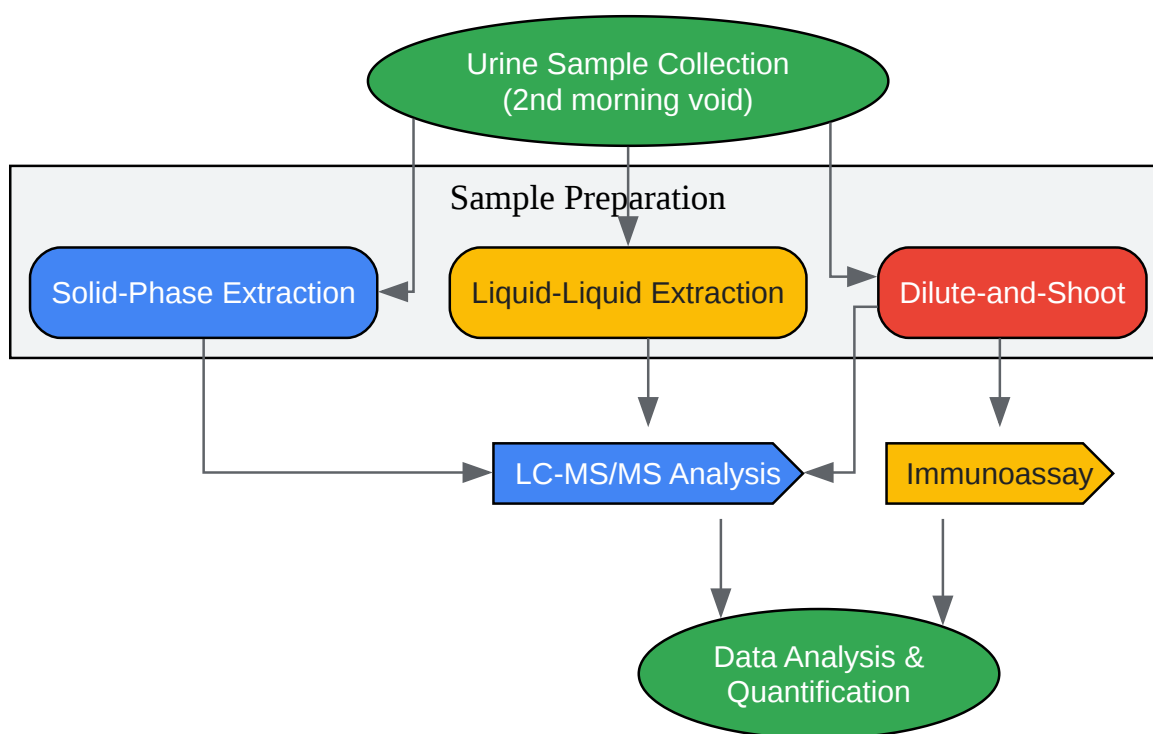 Urine Sample Collection
(2nd morning void)
Sample Preparation
Solid-Phase Extraction
Liquid-Liquid Extraction
Dilute-and-Shoot
LC-MS/MS Analysis
Immunoassay
Data Analysis &
Quantification